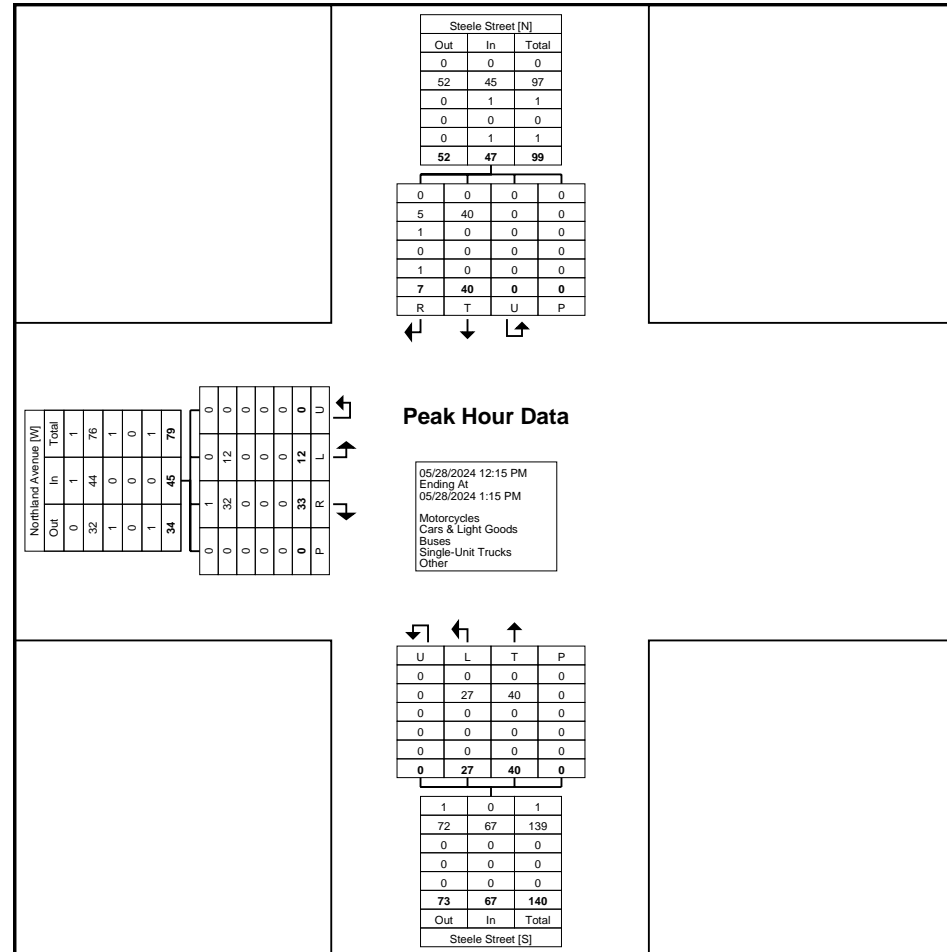 Steele Street [N]
Out In Total
0 0 0
52 45 97
0 1 1
0 0 0
0 1 1
52 47 99
0 0 0 0
5 40 0 0
1 0 0 0
0 0 0 0
1 0 0 0
7 40 0 0
R T U P
Northland Avenue [W]
Out In Total
0 1 1
32 44 76
1 0 1
0 0 0
1 0 1
34 45 79
0 1 0 0
0 32 12 0
0 0 0 0
0 0 0 0
0 0 0 0
0 33 12 0
P R L U
Peak Hour Data
05/28/2024 12:15 PM
Ending At
05/28/2024 1:15 PM
Motorcycles
Cars & Light Goods
Buses
Single-Unit Trucks
Other
U L T P
0 0 0 0
0 27 40 0
0 0 0 0
0 0 0 0
0 0 0 0
0 27 40 0
1 0 1
72 67 139
0 0 0
0 0 0
0 0 0
73 67 140
Out In Total
Steele Street [S]